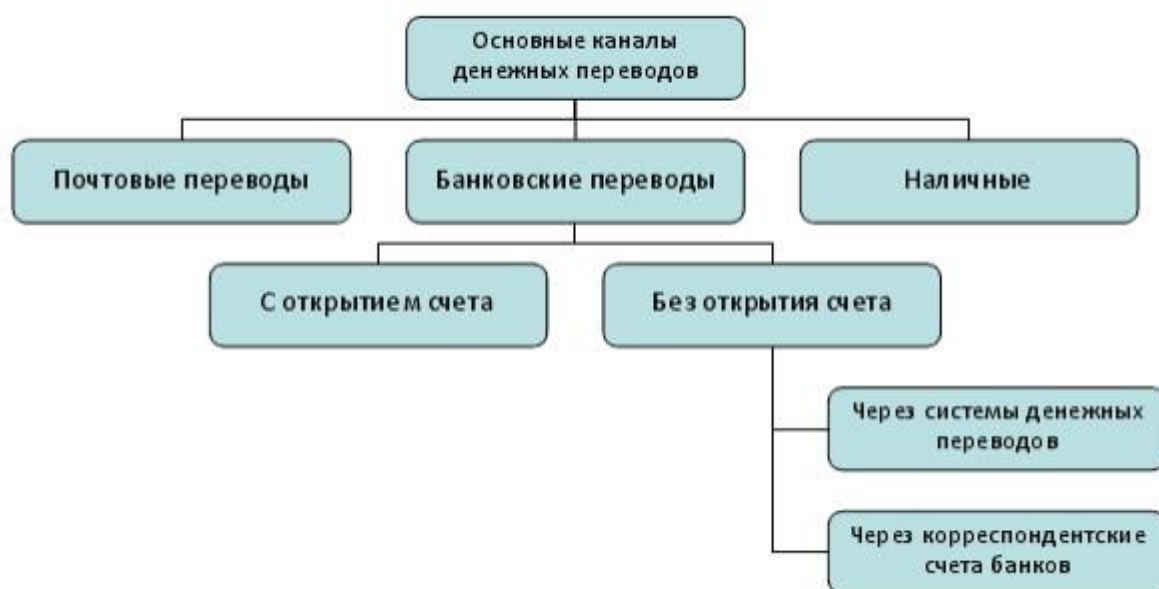 Основные каналы
денежных переводов
Почтовые переводы
Банковские переводы
Наличные
С открытием счета
Без открытия счета
Через системы денежных
переводов
Через корреспондентские
счета банков